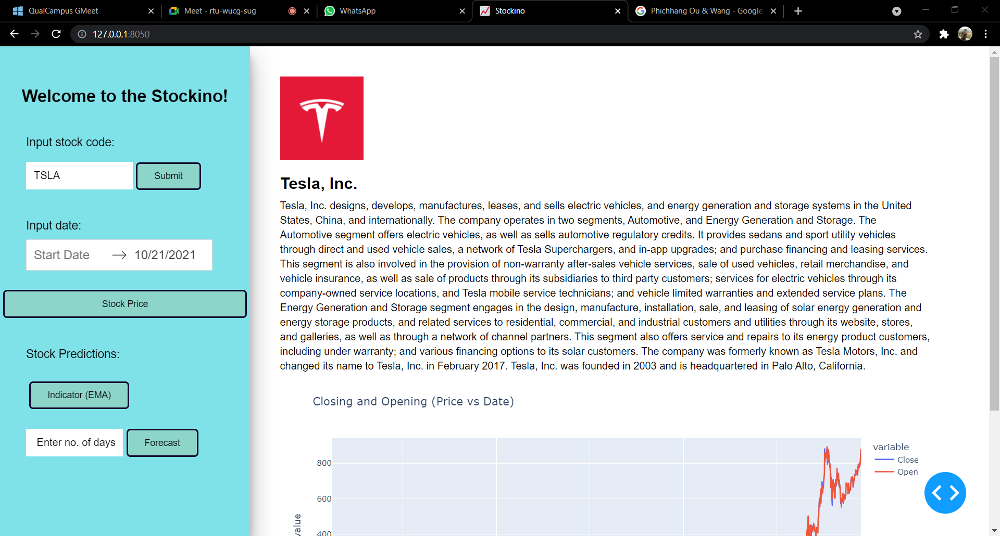 QualCampus GMeet
Meet - rtu-wucg-sug
WhatsApp
Stockino
Phichhang Ou & Wang - Google
127.0.0.1:8050
Welcome to the Stockino!
Input stock code:
TSLA
Submit
Input date:
Start Date
10/21/2021
Stock Price
Stock Predictions:
Indicator (EMA)
Enter no. of days
Forecast
Tesla, Inc.
Tesla, Inc. designs, develops, manufactures, leases, and sells electric vehicles, and energy generation and storage systems in the United
States, China, and internationally. The company operates in two segments, Automotive, and Energy Generation and Storage. The
Automotive segment offers electric vehicles, as well as sells automotive regulatory credits. It provides sedans and sport utility vehicles
through direct and used vehicle sales, a network of Tesla Superchargers, and in-app upgrades; and purchase financing and leasing services.
This segment is also involved in the provision of non-warranty after-sales vehicle services, sale of used vehicles, retail merchandise, and
vehicle insurance, as well as sale of products through its subsidiaries to third party customers; services for electric vehicles through its
company-owned service locations, and Tesla mobile service technicians; and vehicle limited warranties and extended service plans. The
Energy Generation and Storage segment engages in the design, manufacture, installation, sale, and leasing of solar energy generation and
energy storage products, and related services to residential, commercial, and industrial customers and utilities through its website, stores,
and galleries, as well as through a network of channel partners. This segment also offers service and repairs to its energy product customers,
including under warranty; and various financing options to its solar customers. The company was formerly known as Tesla Motors, Inc. and
changed its name to Tesla, Inc. in February 2017. Tesla, Inc. was founded in 2003 and is headquartered in Palo Alto, California.
Closing and Opening (Price vs Date)
800
600
400
value
variable
Close
Open